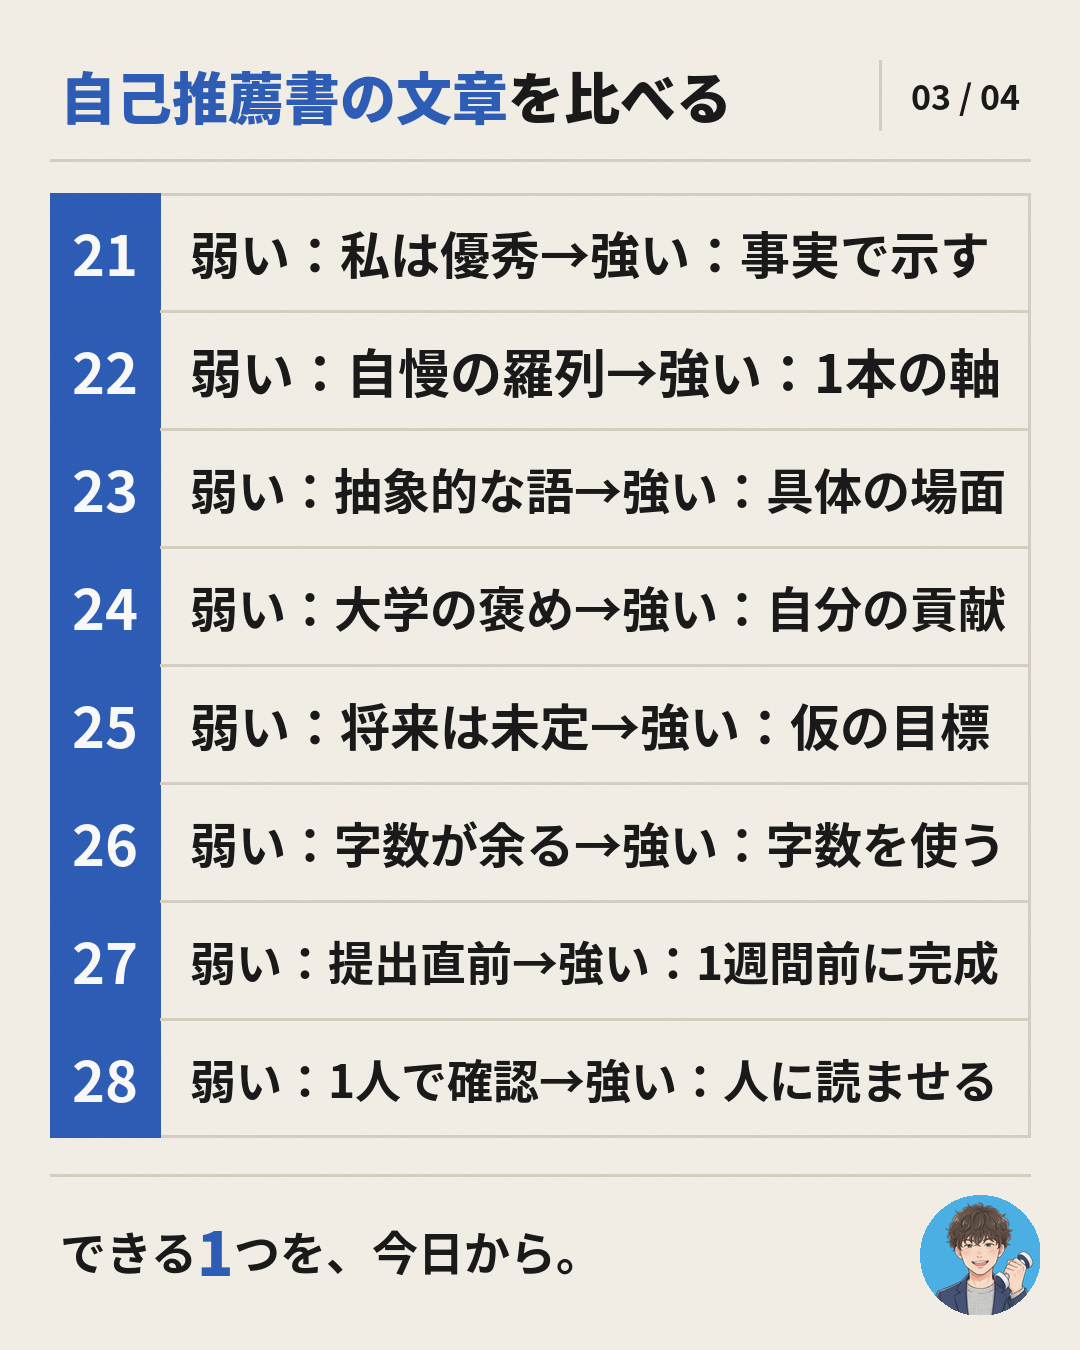 自己推薦書の文章を比べる
03 / 04
21 弱い：私は優秀→強い：事実で示す
22 弱い：自慢の羅列→強い：1本の軸
23 弱い：抽象的な語→強い：具体の場面
24 弱い：大学の褒め→強い：自分の貢献
25 弱い：将来は未定→強い：仮の目標
26 弱い：字数が余る→強い：字数を使う
27 弱い：提出直前→強い：1週間前に完成
28 弱い：1人で確認→強い：人に読ませる
できる1つを、今日から。